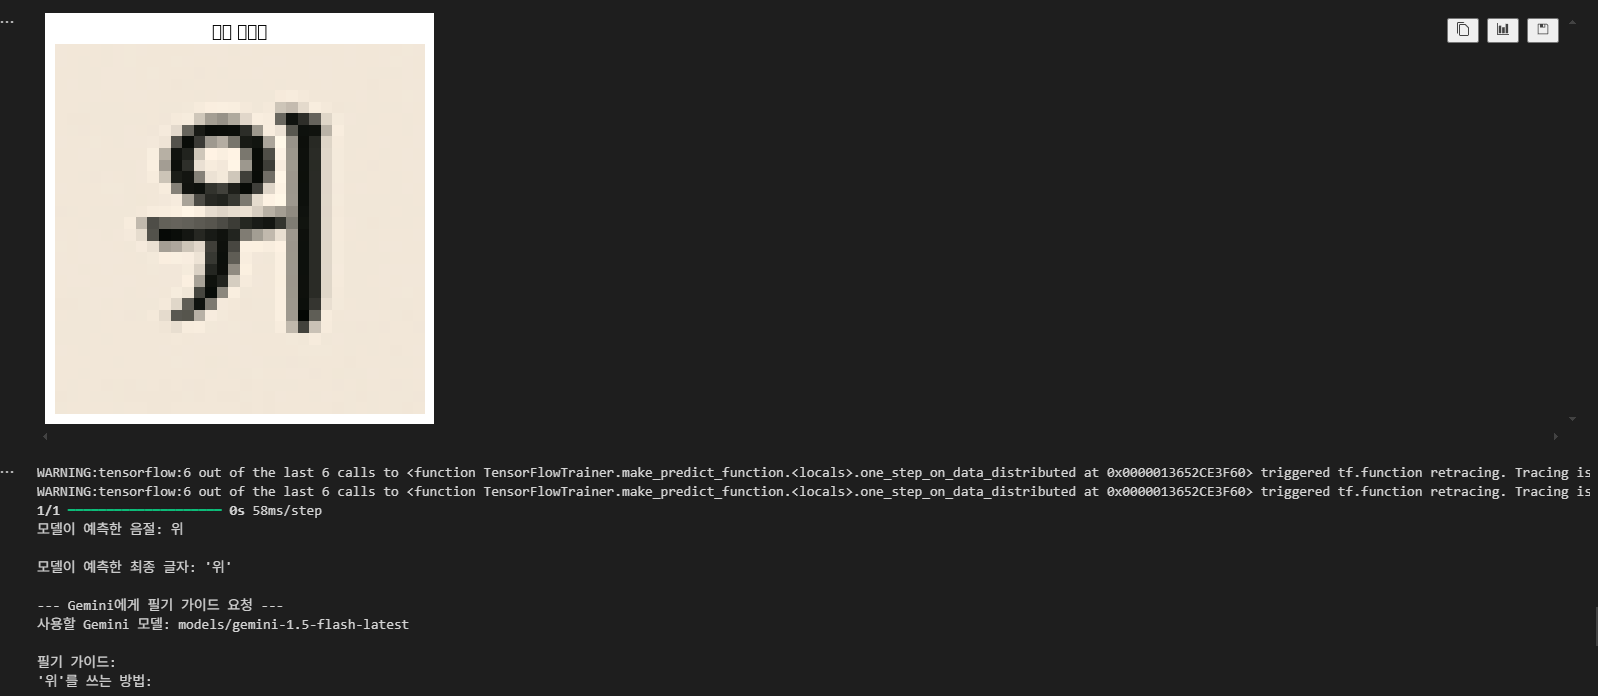 위
WARNING:tensorflow:6 out of the last 6 calls to <function TensorFlowTrainer.make_predict_function.<locals>.one_step_on_data_distributed at 0x0000013652CE3F60> triggered tf.function retracing. Tracing is
WARNING:tensorflow:6 out of the last 6 calls to <function TensorFlowTrainer.make_predict_function.<locals>.one_step_on_data_distributed at 0x0000013652CE3F60> triggered tf.function retracing. Tracing is
1/1 ━━━━━━━━━━━━━━━━━━━━ 0s 58ms/step
모델이 예측한 음절: 위
모델이 예측한 최종 글자: '위'
--- Gemini에게 필기 가이드 요청 ---
사용할 Gemini 모델: models/gemini-1.5-flash-latest
필기 가이드:
'위'를 쓰는 방법: